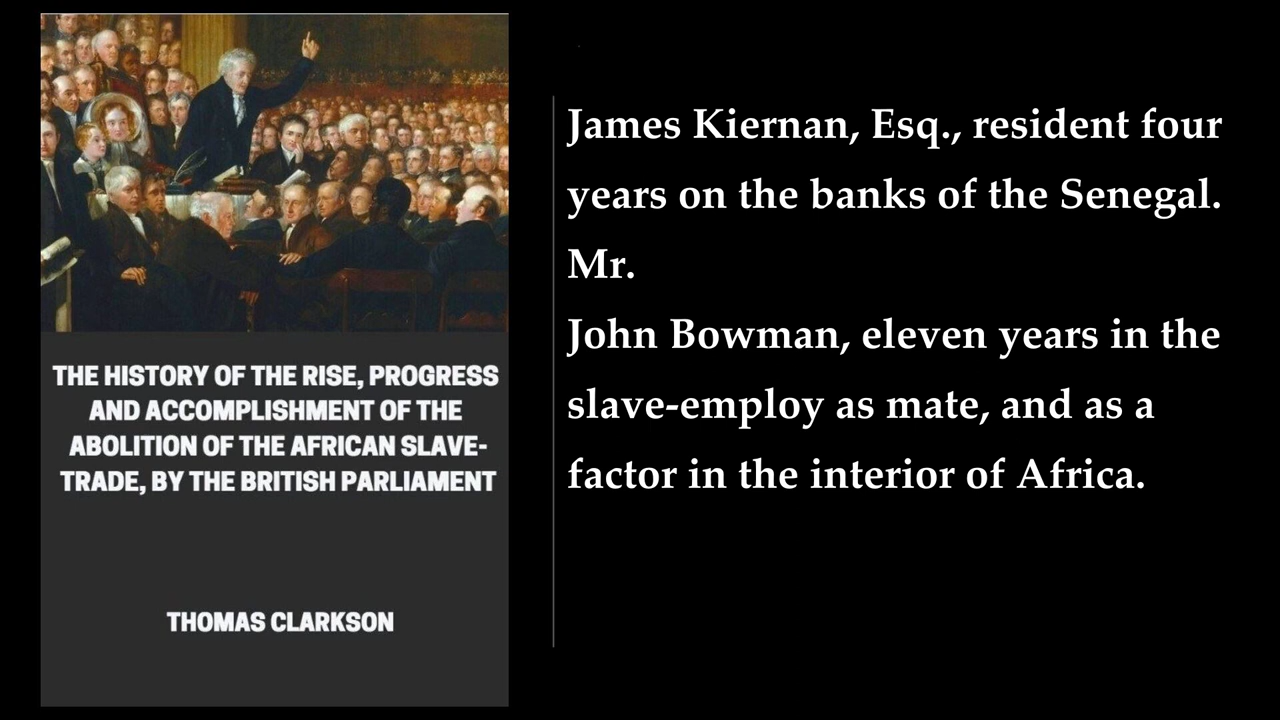 THE HISTORY OF THE RISE, PROGRESS
AND ACCOMPLISHMENT OF THE
ABOLITION OF THE AFRICAN SLAVE-
TRADE, BY THE BRITISH PARLIAMENT
THOMAS CLARKSON
James Kiernan, Esq., resident four
years on the banks of the Senegal.
Mr.
John Bowman, eleven years in the
slave-employ as mate, and as a
factor in the interior of Africa.